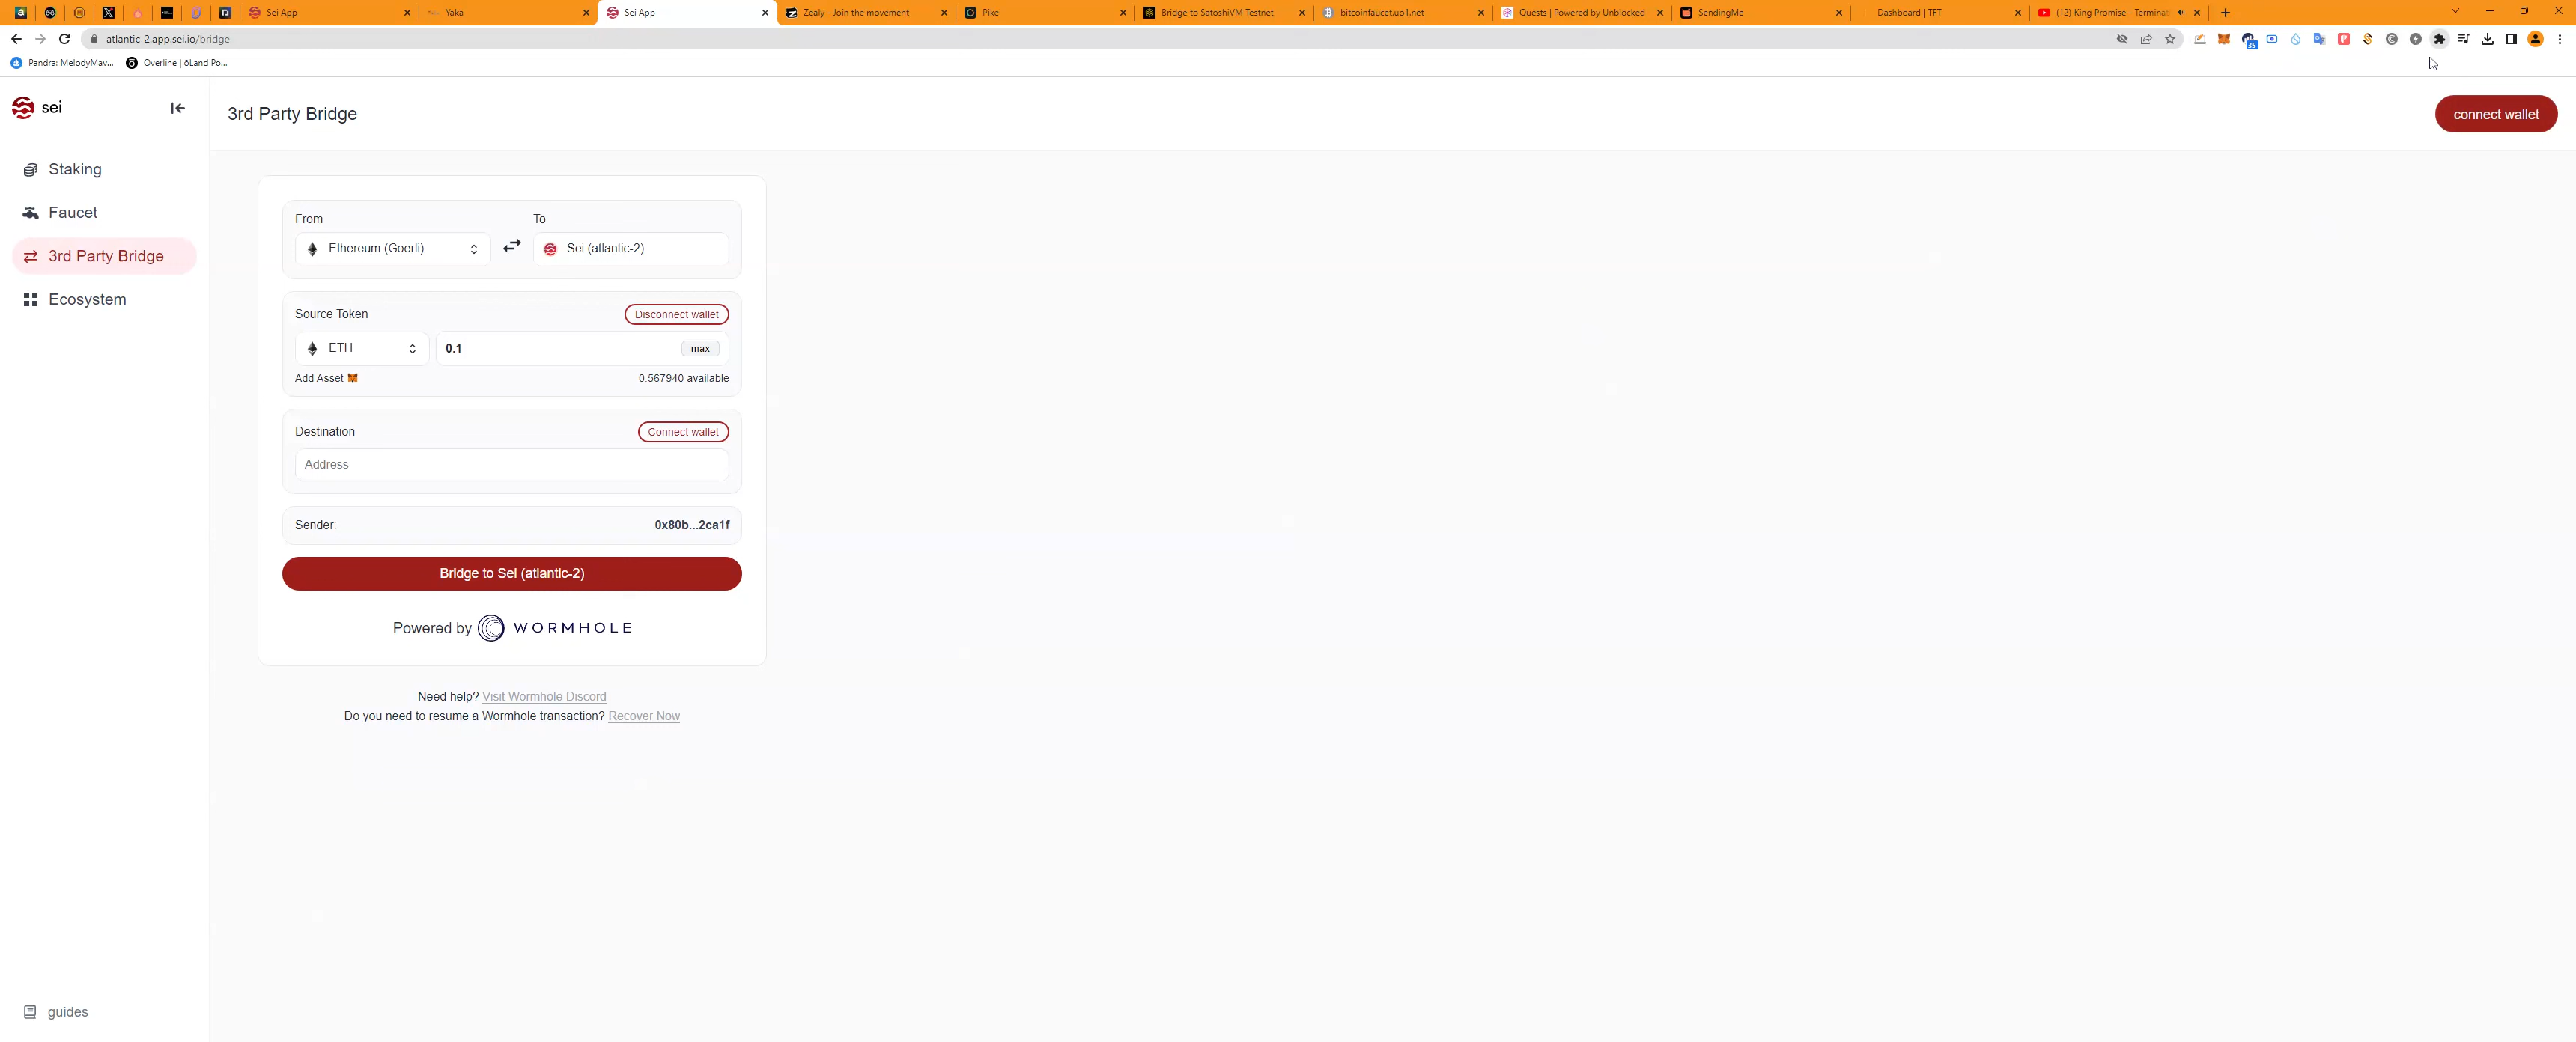 Sei App
Yaka
Sei App
Zealy - Join the movement
Pike
Bridge to SatoshiVM Testnet
bitcoinfaucet.uo1.net
Quests | Powered by Unblocked
SendingMe
Dashboard | TFT
(12) King Promise - Terminat
atlantic-2.app.sei.io/bridge
35
Pandra: MelodyMav...
Overline | őLand Po...
sei
3rd Party Bridge
connect wallet
Staking
Faucet
3rd Party Bridge
Ecosystem
From
To
Ethereum (Goerli)
Sei (atlantic-2)
Source Token
Disconnect wallet
ETH
0.1
max
Add Asset
0.567940 available
Destination
Connect wallet
Address
Sender:
0x80b...2ca1f
Bridge to Sei (atlantic-2)
Powered by WORMHOLE
Need help? Visit Wormhole Discord
Do you need to resume a Wormhole transaction? Recover Now
guides